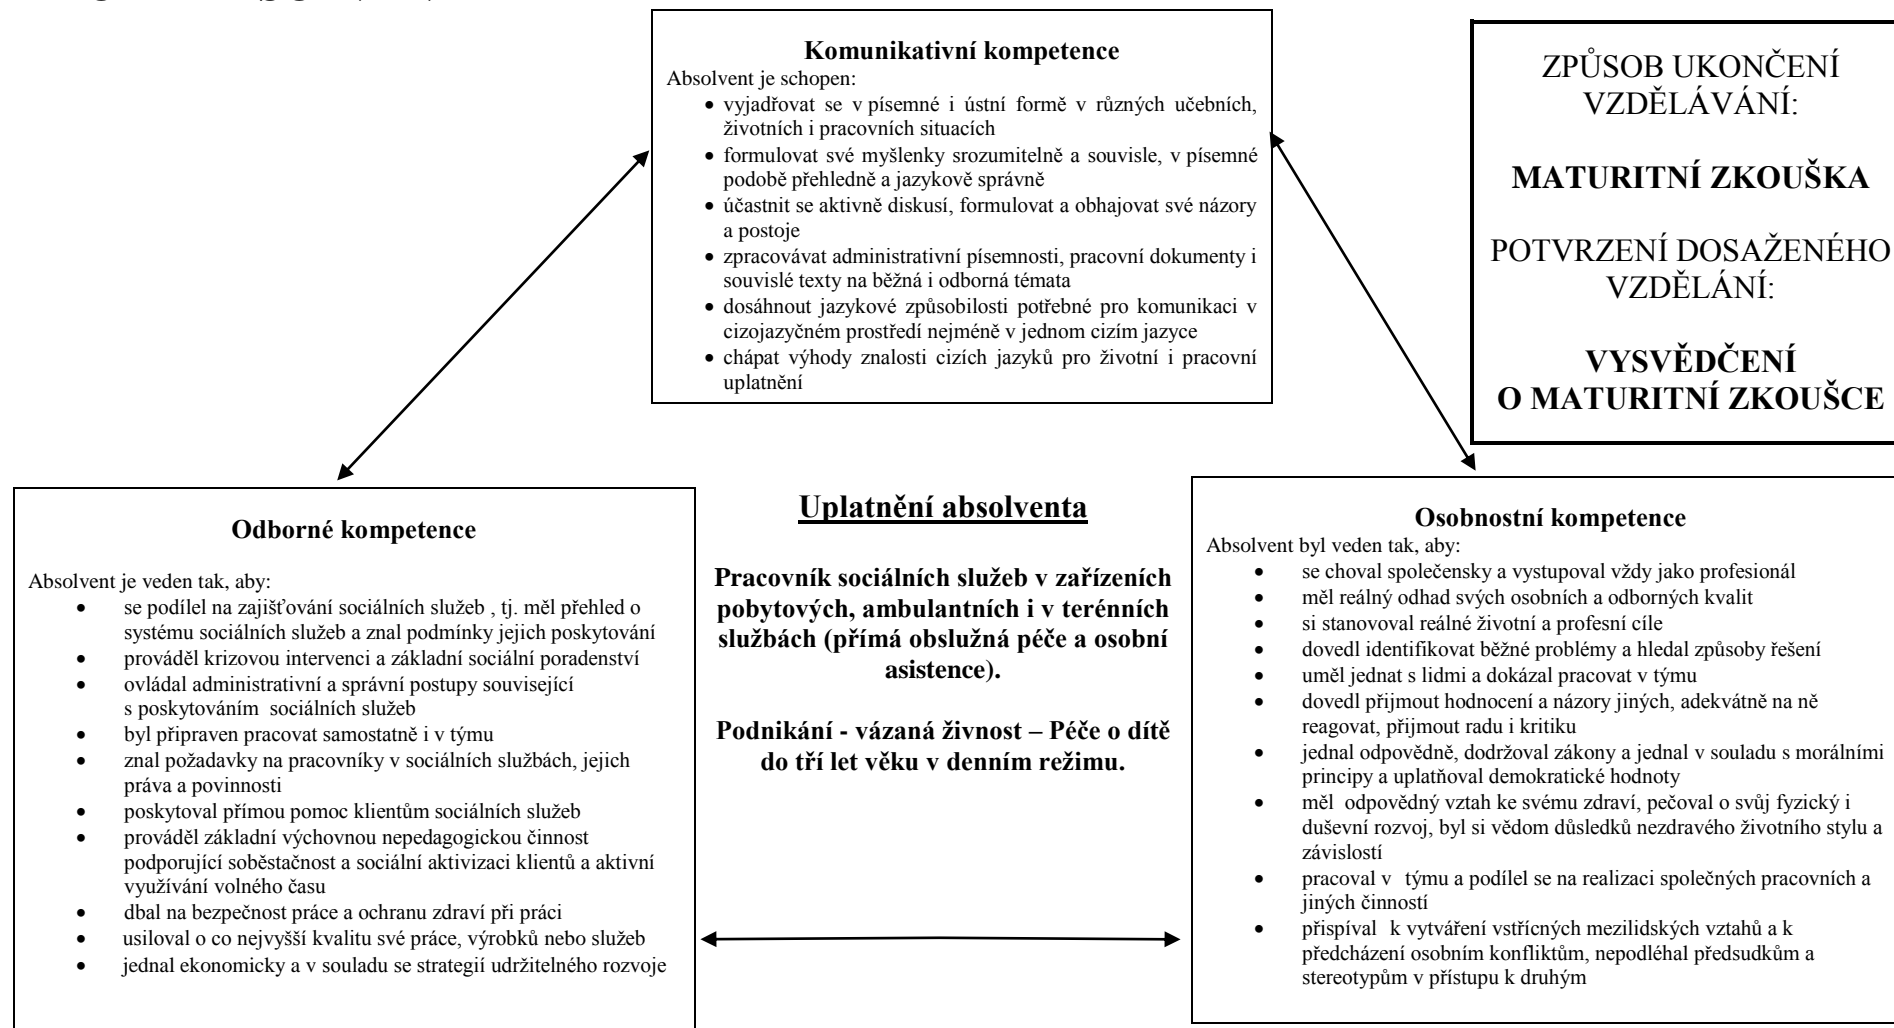 Komunikativní kompetence
Absolvent je schopen:
• vyjadřovat se v písemné i ústní formě v různých učebních,
životních i pracovních situacích
• formulovat své myšlenky srozumitelně a souvisle, v písemné
podobě přehledně a jazykově správně
• účastnit se aktivně diskusí, formulovat a obhajovat své názory
a postoje
• zpracovávat administrativní písemnosti, pracovní dokumenty i
souvislé texty na běžná i odborná témata
• dosáhnout jazykové způsobilosti potřebné pro komunikaci v
cizojazyčném prostředí nejméně v jednom cizím jazyce
• chápat výhody znalosti cizích jazyků pro životní i pracovní
uplatnění
ZPŮSOB UKONČENÍ
VZDĚLÁVÁNÍ:
MATURITNÍ ZKOUŠKA
POTVRZENÍ DOSAŽENÉHO
VZDĚLÁNÍ:
VYSVĚDČENÍ
O MATURITNÍ ZKOUŠCE
Odborné kompetence
Absolvent je veden tak, aby:
• se podílel na zajišťování sociálních služeb , tj. měl přehled o
systému sociálních služeb a znal podmínky jejich poskytování
• prováděl krizovou intervenci a základní sociální poradenství
• ovládal administrativní a správní postupy související
s poskytováním sociálních služeb
• byl připraven pracovat samostatně i v týmu
• znal požadavky na pracovníky v sociálních službách, jejich
práva a povinnosti
• poskytoval přímou pomoc klientům sociálních služeb
• prováděl základní výchovnou nepedagogickou činnost
podporující soběstačnost a sociální aktivizaci klientů a aktivní
využívání volného času
• dbal na bezpečnost práce a ochranu zdraví při práci
• usiloval o co nejvyšší kvalitu své práce, výrobků nebo služeb
• jednal ekonomicky a v souladu se strategií udržitelného rozvoje
Uplatnění absolventa
Pracovník sociálních služeb v zařízeních
pobytových, ambulantních i v terénních
službách (přímá obslužná péče a osobní
asistence).
Podnikání - vázaná živnost – Péče o dítě
do tří let věku v denním režimu.
Osobnostní kompetence
Absolvent byl veden tak, aby:
• se choval společensky a vystupoval vždy jako profesionál
• měl reálný odhad svých osobních a odborných kvalit
• si stanovoval reálné životní a profesní cíle
• dovedl identifikovat běžné problémy a hledal způsoby řešení
• uměl jednat s lidmi a dokázal pracovat v týmu
• dovedl přijmout hodnocení a názory jiných, adekvátně na ně
reagovat, přijmout radu i kritiku
• jednal odpovědně, dodržoval zákony a jednal v souladu s morálními
principy a uplatňoval demokratické hodnoty
• měl odpovědný vztah ke svému zdraví, pečoval o svůj fyzický i
duševní rozvoj, byl si vědom důsledků nezdravého životního stylu a
závislostí
• pracoval v týmu a podílel se na realizaci společných pracovních a
jiných činností
• přispíval k vytváření vstřícných mezilidských vztahů a k
předcházení osobním konfliktům, nepodléhal předsudkům a
stereotypům v přístupu k druhým